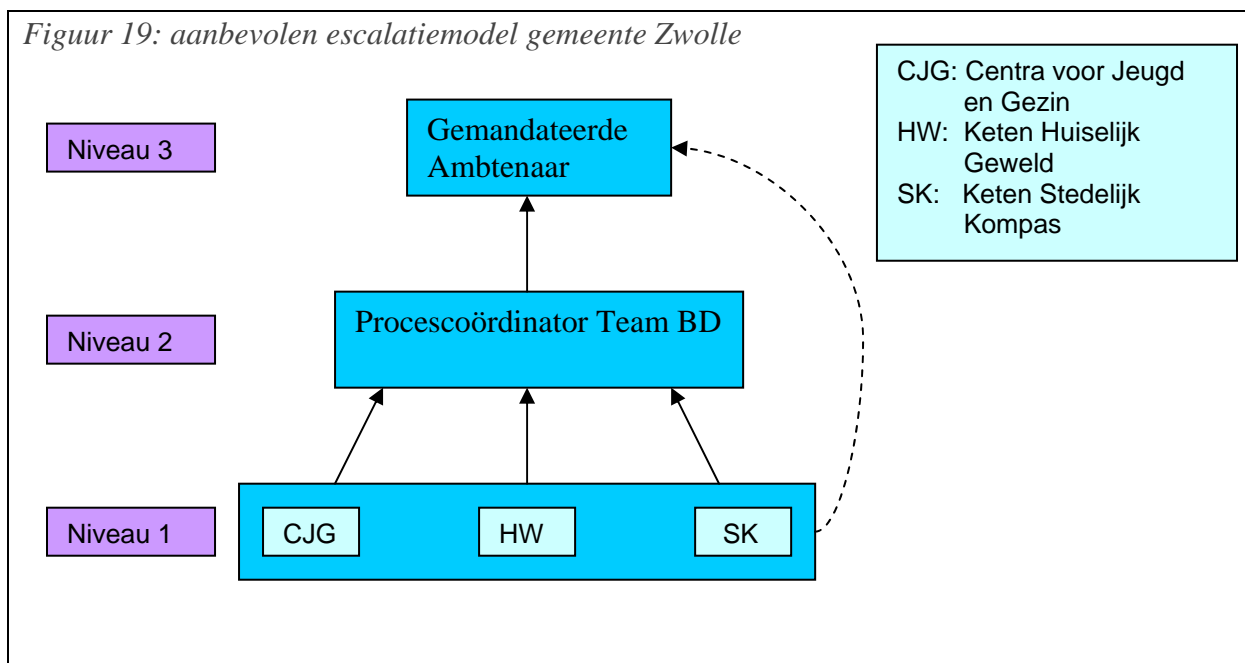 Figuur 19: aanbevolen escalatiemodel gemeente Zwolle
CJG: Centra voor Jeugd
en Gezin
HW: Keten Huiselijk
Geweld
SK: Keten Stedelijk
Kompas
Niveau 3
Gemandateerde
Ambtenaar
Niveau 2
Procescoördinator Team BD
Niveau 1
CJG
HW
SK